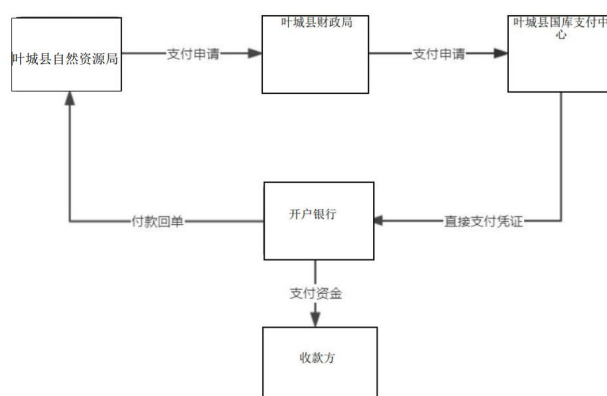 叶城县自然资源局
支付申请
叶城县财政局
支付申请
叶城县国库支付中
心
付款回单
开户银行
直接支付凭证
支付资金
收款方